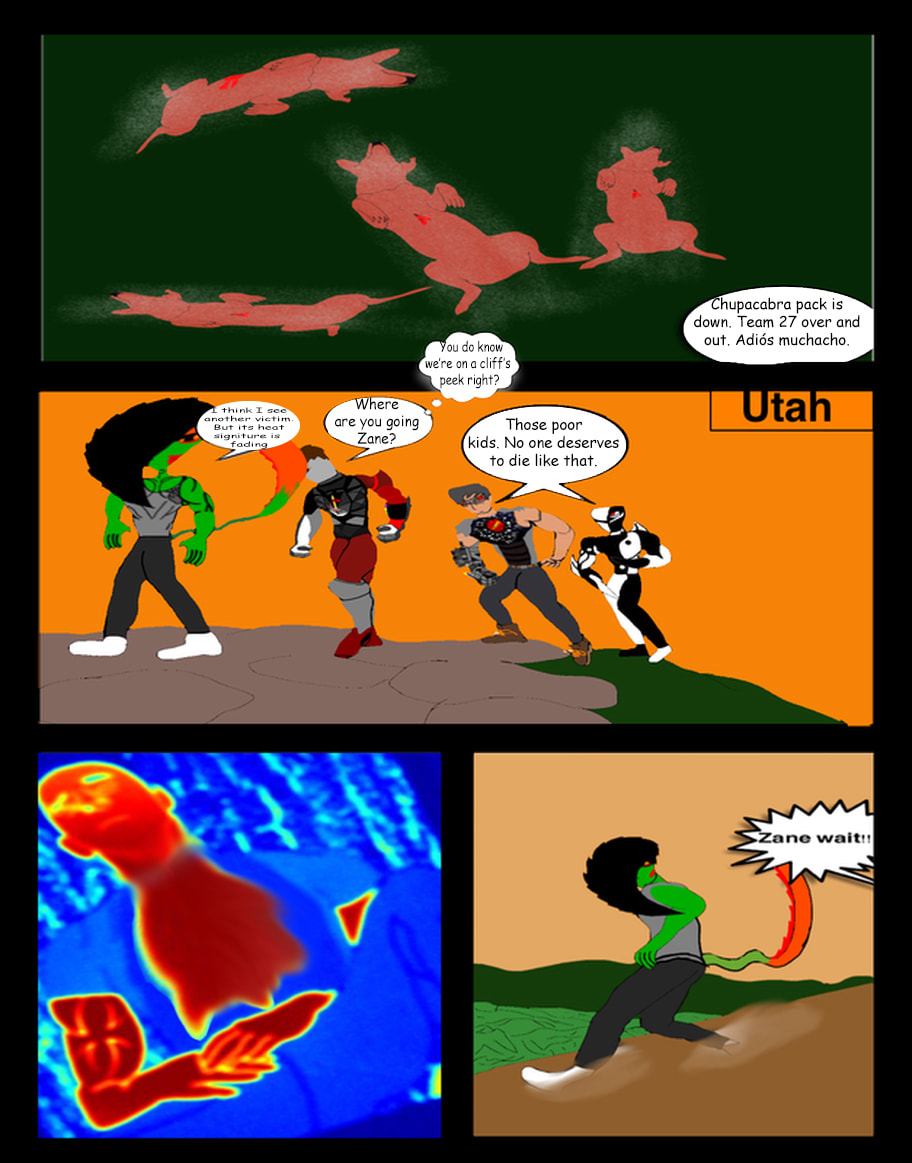 Chupacabra pack is
down. Team 27 over and
out. Adiós muchacho.
You do know
we're on a cliff's
peek right?
I think I see
another victim.
But its heat
signiture is
fading
Where
are you going
Zane?
Those poor
kids. No one deserves
to die like that.
Utah
Zane wait!!